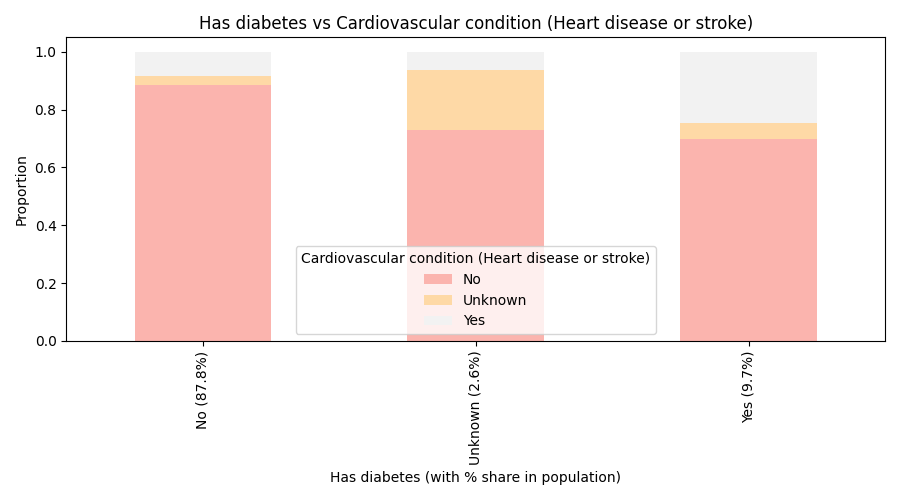 Has diabetes vs Cardiovascular condition (Heart disease or stroke)
1.0
0.8
0.6
0.4
0.2
0.0
Proportion
Cardiovascular condition (Heart disease or stroke)
No
Unknown
Yes
No (87.8%)
Unknown (2.6%)
Yes (9.7%)
Has diabetes (with % share in population)